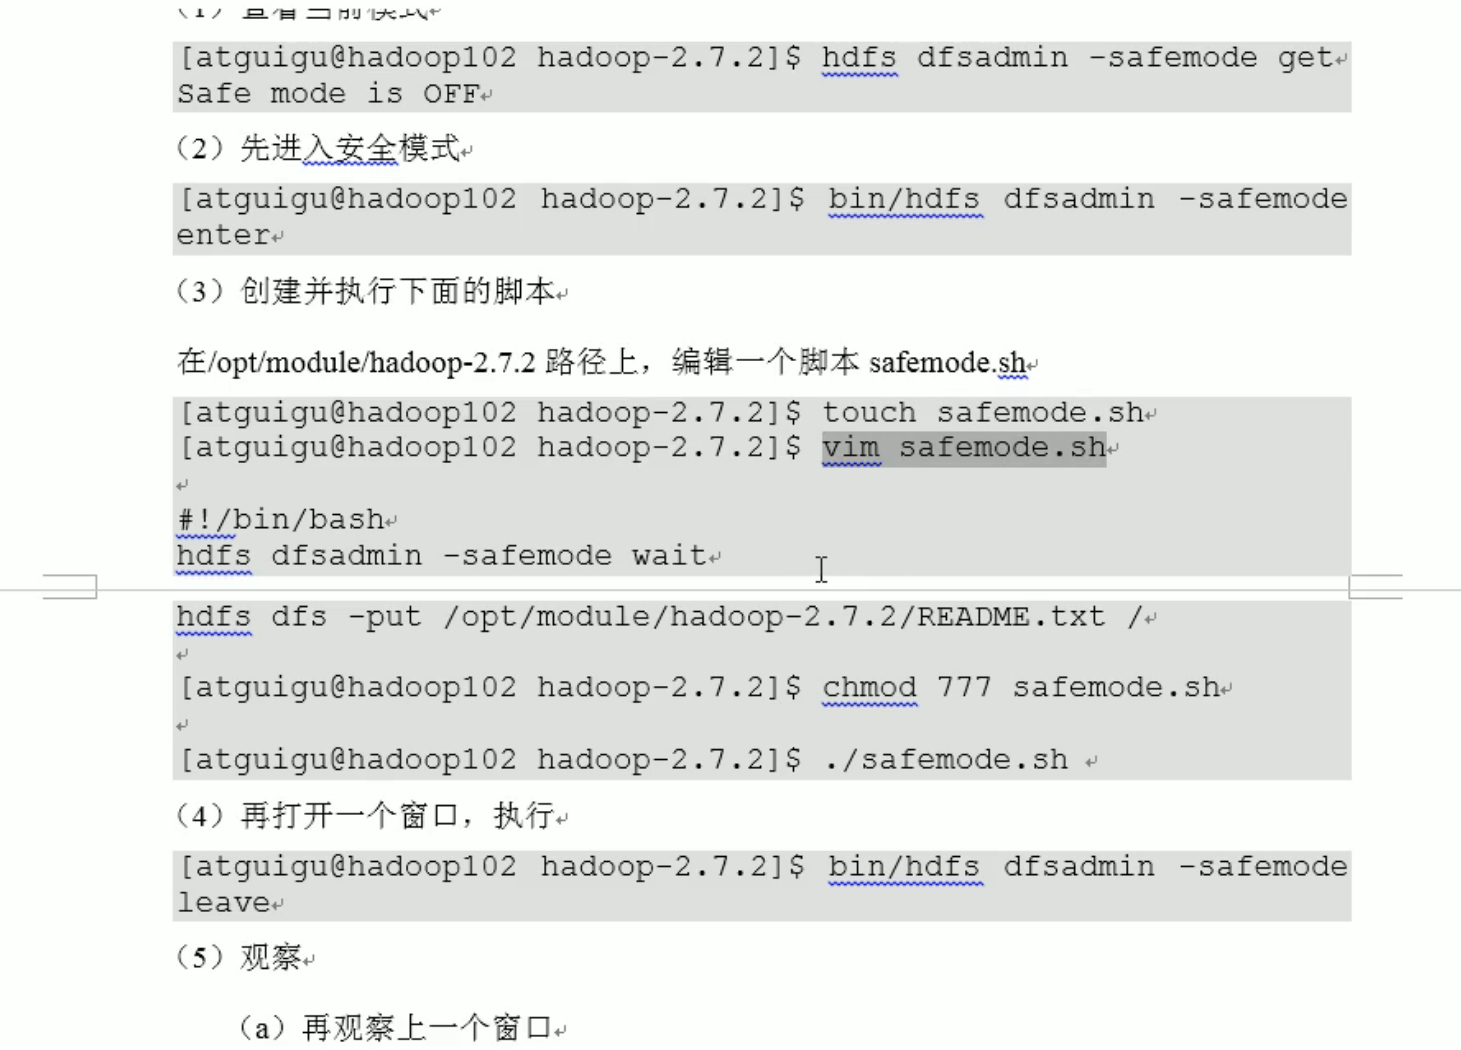 （1）查看当前模式
[atguigu@hadoop102 hadoop-2.7.2]$ hdfs dfsadmin -safemode get
Safe mode is OFF
（2）先进入安全模式
[atguigu@hadoop102 hadoop-2.7.2]$ bin/hdfs dfsadmin -safemode
enter
（3）创建并执行下面的脚本
在/opt/module/hadoop-2.7.2 路径上，编辑一个脚本 safemode.sh
[atguigu@hadoop102 hadoop-2.7.2]$ touch safemode.sh
[atguigu@hadoop102 hadoop-2.7.2]$ vim safemode.sh
#!/bin/bash
hdfs dfsadmin -safemode wait
hdfs dfs -put /opt/module/hadoop-2.7.2/README.txt /
[atguigu@hadoop102 hadoop-2.7.2]$ chmod 777 safemode.sh
[atguigu@hadoop102 hadoop-2.7.2]$ ./safemode.sh
（4）再打开一个窗口，执行
[atguigu@hadoop102 hadoop-2.7.2]$ bin/hdfs dfsadmin -safemode
leave
（5）观察
（a）再观察上一个窗口